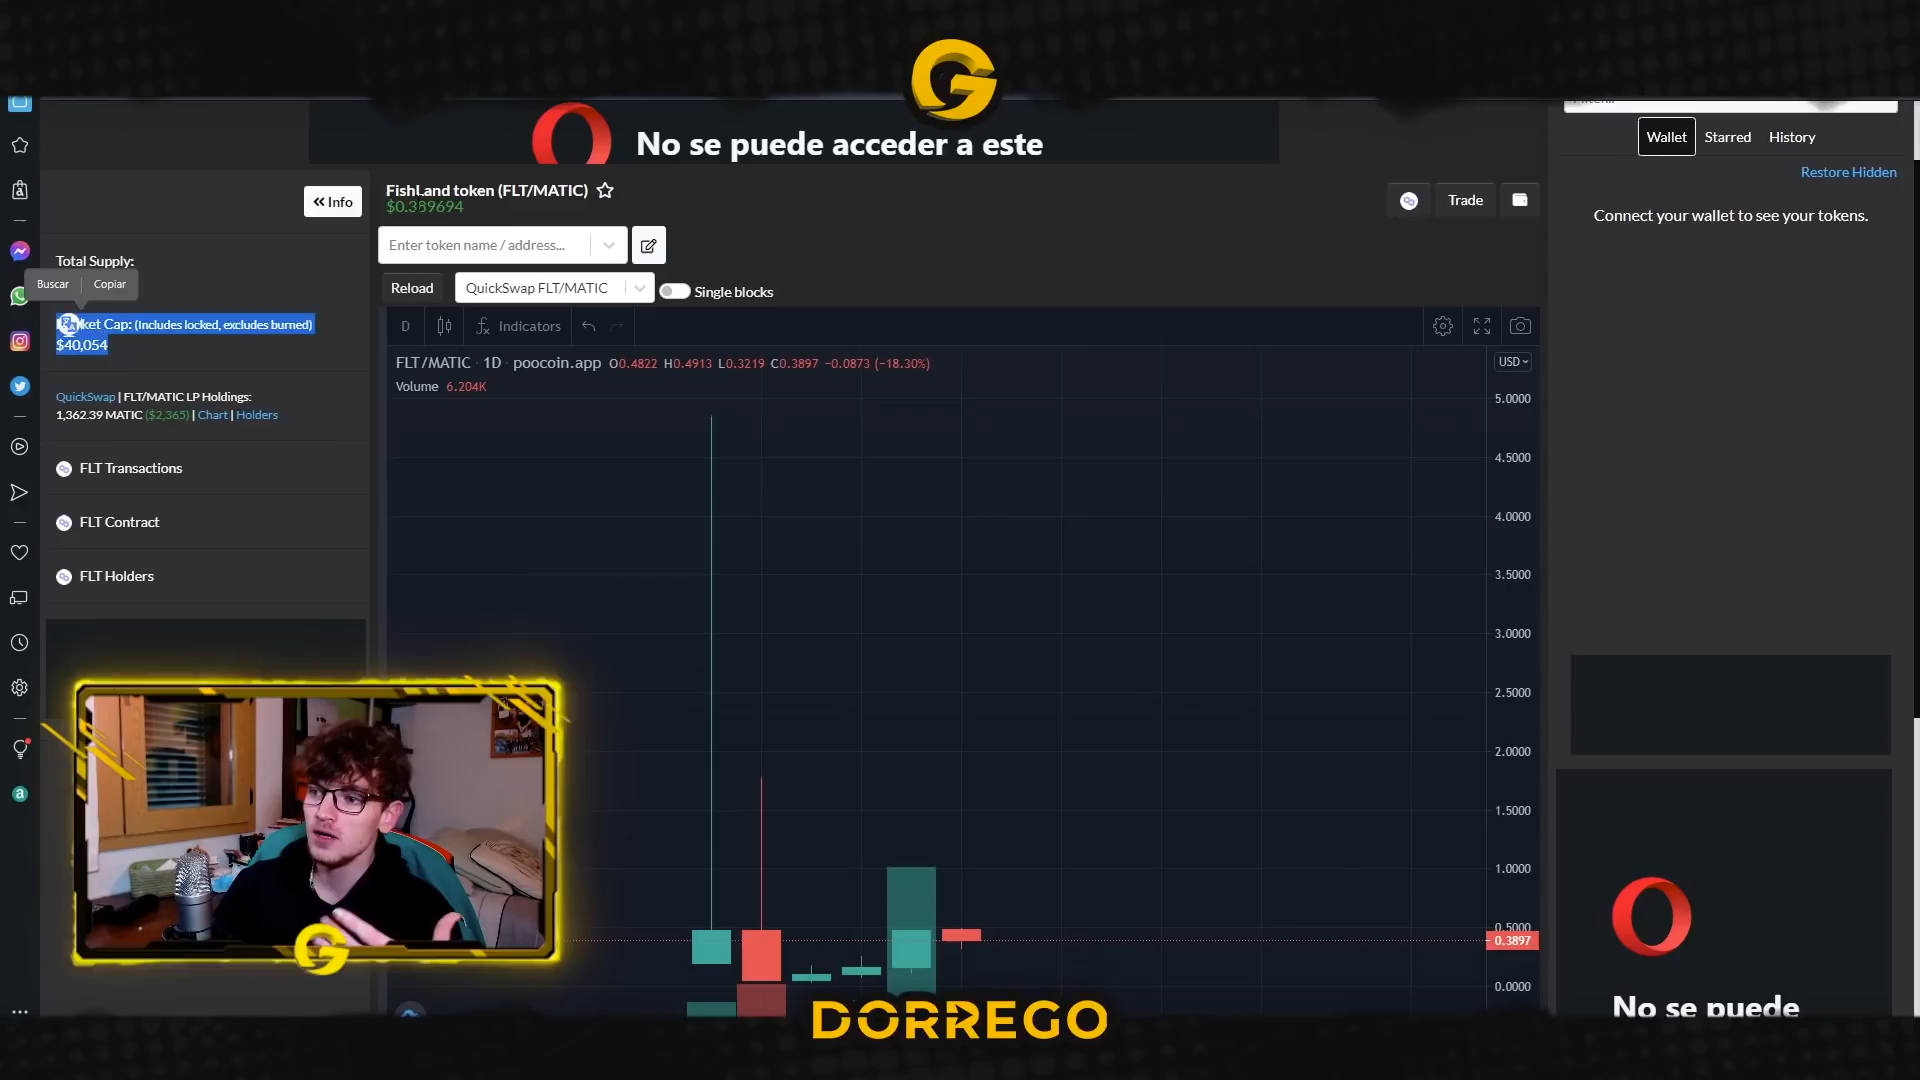 No se puede acceder a este
Wallet
Starred
History
Restore Hidden
Connect your wallet to see your tokens.
Info
FishLand token (FLT/MATIC)
$0.389694
Trade
Enter token name / address...
Reload
QuickSwap FLT/MATIC
Single blocks
Total Supply:
Buscar
Copiar
ket Cap: (Includes locked, excludes burned)
$40,054
QuickSwap | FLT/MATIC LP Holdings:
1,362.39 MATIC ($2,365) | Chart | Holders
FLT Transactions
FLT Contract
FLT Holders
D
Indicators
FLT/MATIC 1D poocoin.app O0.4822 H0.4913 L0.3219 C0.3897 −0.0873 (−18.30%)
Volume 6.204K
USD
5.0000
4.5000
4.0000
3.5000
3.0000
2.5000
2.0000
1.5000
1.0000
0.5000
0.3897
0.0000
No se puede
DORREGO